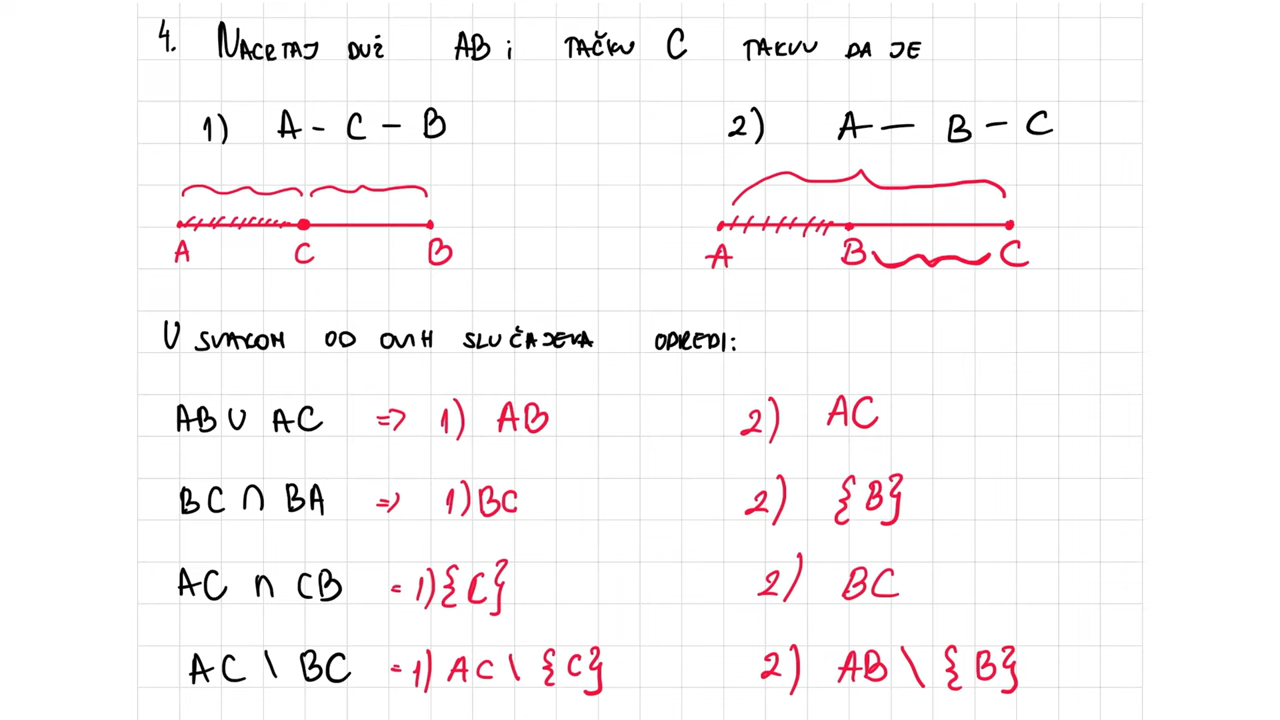 4. NACRTAJ DUŽ AB i TAČKU C TAKVU DA JE
1) A - C - B 2) A - B - C
A C B A B C
U SVAKOM OD OVIH SLUČAJEVA ODREDI:
AB ∪ AC => 1) AB 2) AC
BC ∩ BA => 1) BC 2) {B}
AC ∩ CB = 1) {C} 2) BC
AC \ BC = 1) AC \ {C} 2) AB \ {B}